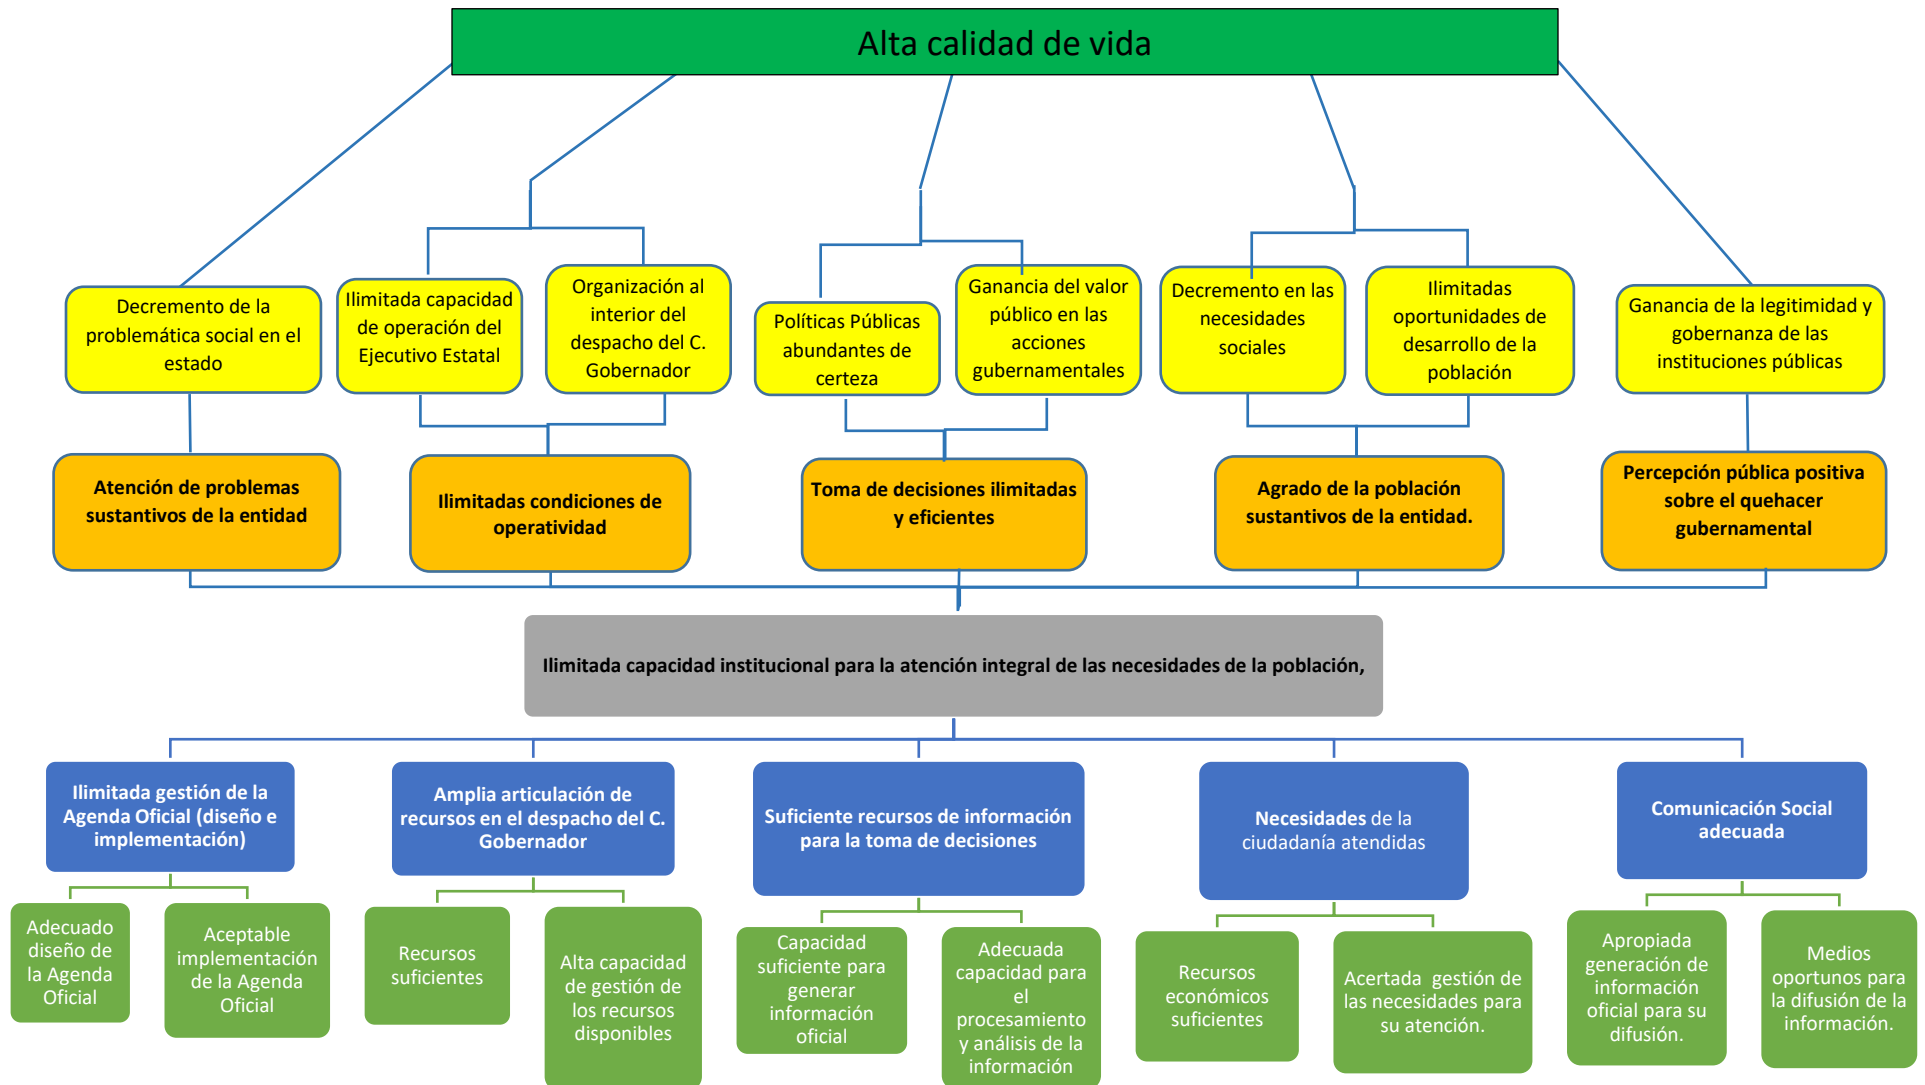 Alta calidad de vida
Decremento de la
problemática social en el
estado
Ilimitada capacidad
de operación del
Ejecutivo Estatal
Organización al
interior del
despacho del C.
Gobernador
Políticas Públicas
abundantes de
certeza
Ganancia del valor
público en las
acciones
gubernamentales
Decremento en las
necesidades
sociales
Ilimitadas
oportunidades de
desarrollo de la
población
Ganancia de la legitimidad y
gobernanza de las
instituciones públicas
Atención de problemas
sustantivos de la entidad
Ilimitadas condiciones de
operatividad
Toma de decisiones ilimitadas
y eficientes
Agrado de la población
sustantivos de la entidad.
Percepción pública positiva
sobre el quehacer
gubernamental
Ilimitada capacidad institucional para la atención integral de las necesidades de la población,
Ilimitada gestión de la
Agenda Oficial (diseño e
implementación)
Amplia articulación de
recursos en el despacho del C.
Gobernador
Suficiente recursos de información
para la toma de decisiones
Necesidades de la
ciudadanía atendidas
Comunicación Social
adecuada
Adecuado
diseño de
la Agenda
Oficial
Aceptable
implementación
de la Agenda
Oficial
Recursos
suficientes
Alta capacidad
de gestión de
los recursos
disponibles
Capacidad
suficiente para
generar
información
oficial
Adecuada
capacidad para
el
procesamiento
y análisis de la
información
Recursos
económicos
suficientes
Acertada gestión de
las necesidades para
su atención.
Apropiada
generación de
información
oficial para su
difusión.
Medios
oportunos para
la difusión de la
información.